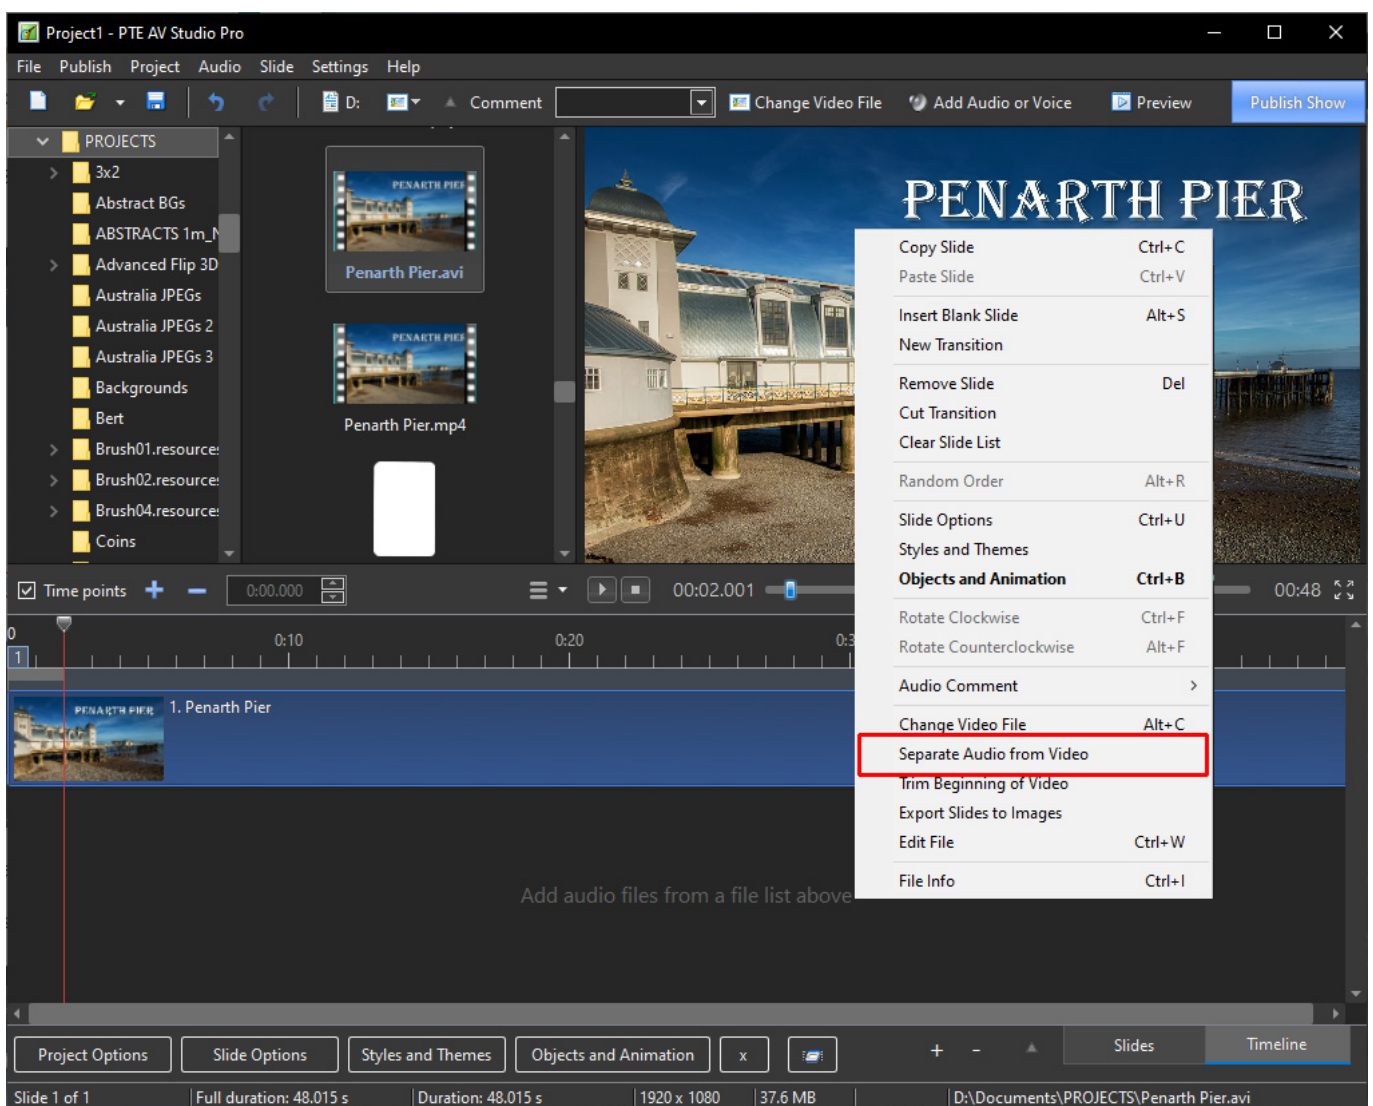 Project1 - PTE AV Studio Pro
File Publish Project Audio Slide Settings Help
D: Comment Change Video File Add Audio or Voice Preview Publish Show
PROJECTS
3x2
Abstract BGs
ABSTRACTS 1m_N
Advanced Flip 3D
Australia JPEGs
Australia JPEGs 2
Australia JPEGs 3
Backgrounds
Bert
Brush01.resource
Brush02.resource
Brush04.resource
Coins
PENARTH PIER
Penarth Pier.avi
PENARTH PIER
Penarth Pier.mp4
PENARTH PIER
Copy Slide Ctrl+C
Paste Slide Ctrl+V
Insert Blank Slide Alt+S
New Transition
Remove Slide Del
Cut Transition
Clear Slide List
Random Order Alt+R
Slide Options Ctrl+U
Styles and Themes
Objects and Animation Ctrl+B
Rotate Clockwise Ctrl+F
Rotate Counterclockwise Alt+F
Audio Comment
Change Video File Alt+C
Separate Audio from Video
Trim Beginning of Video
Export Slides to Images
Edit File Ctrl+W
File Info Ctrl+I
Time points 0:00.000 00:02.001 00:48
0 0:10 0:20 0:3
1
PENARTH PIER 1. Penarth Pier
Add audio files from a file list above
Project Options Slide Options Styles and Themes Objects and Animation x + - Slides Timeline
Slide 1 of 1 Full duration: 48.015 s Duration: 48.015 s 1920 x 1080 37.6 MB D:\Documents\PROJECTS\Penarth Pier.avi